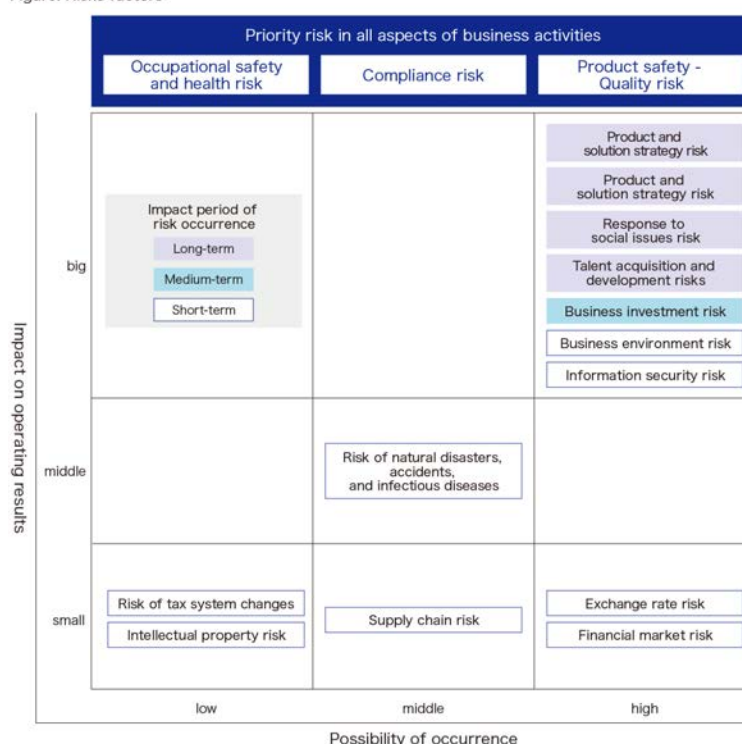 Priority risk in all aspects of business activities
Occupational safety
and health risk
Compliance risk
Product safety -
Quality risk
Impact on operating results
big
Impact period of
risk occurrence
Long-term
Medium-term
Short-term
Product and
solution strategy risk
Product and
solution strategy risk
Response to
social issues risk
Talent acquisition and
development risks
Business investment risk
Business environment risk
Information security risk
middle
Risk of natural disasters,
accidents,
and infectious diseases
small
Risk of tax system changes
Intellectual property risk
Supply chain risk
Exchange rate risk
Financial market risk
low
middle
high
Possibility of occurrence